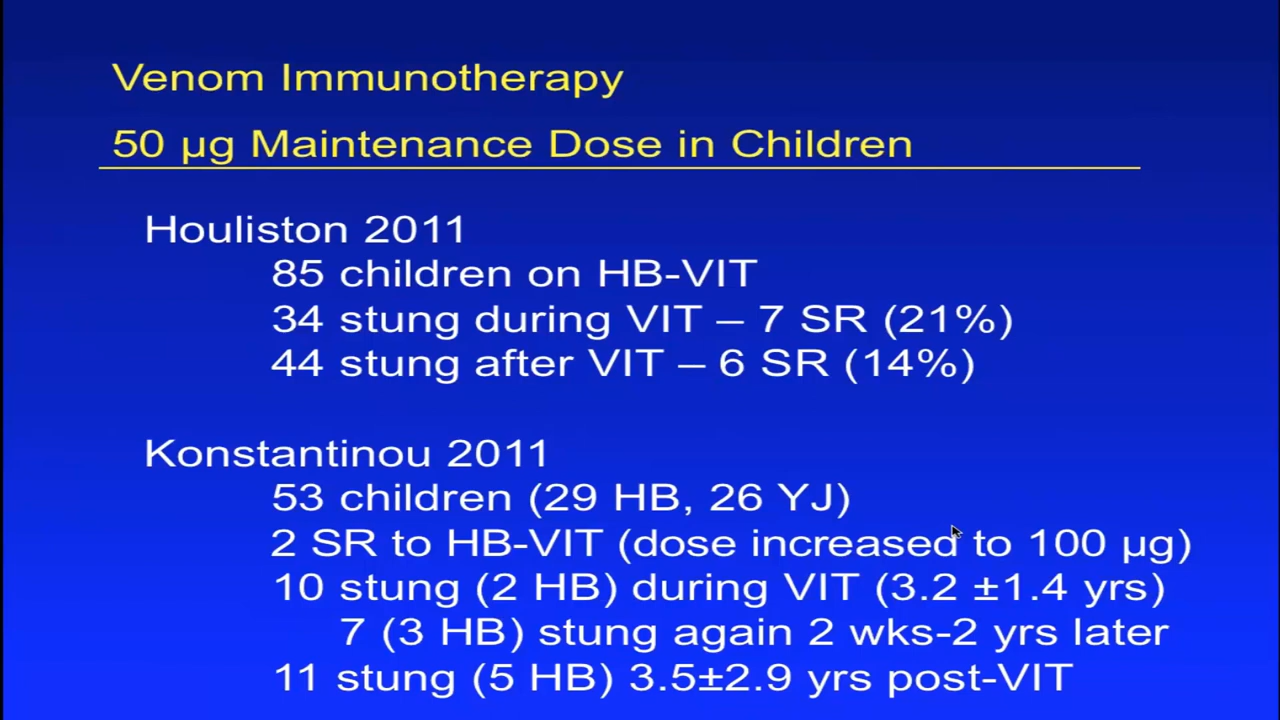 Venom Immunotherapy
50 µg Maintenance Dose in Children
Houliston 2011
85 children on HB-VIT
34 stung during VIT – 7 SR (21%)
44 stung after VIT – 6 SR (14%)
Konstantinou 2011
53 children (29 HB, 26 YJ)
2 SR to HB-VIT (dose increased to 100 µg)
10 stung (2 HB) during VIT (3.2 ±1.4 yrs)
7 (3 HB) stung again 2 wks-2 yrs later
11 stung (5 HB) 3.5±2.9 yrs post-VIT